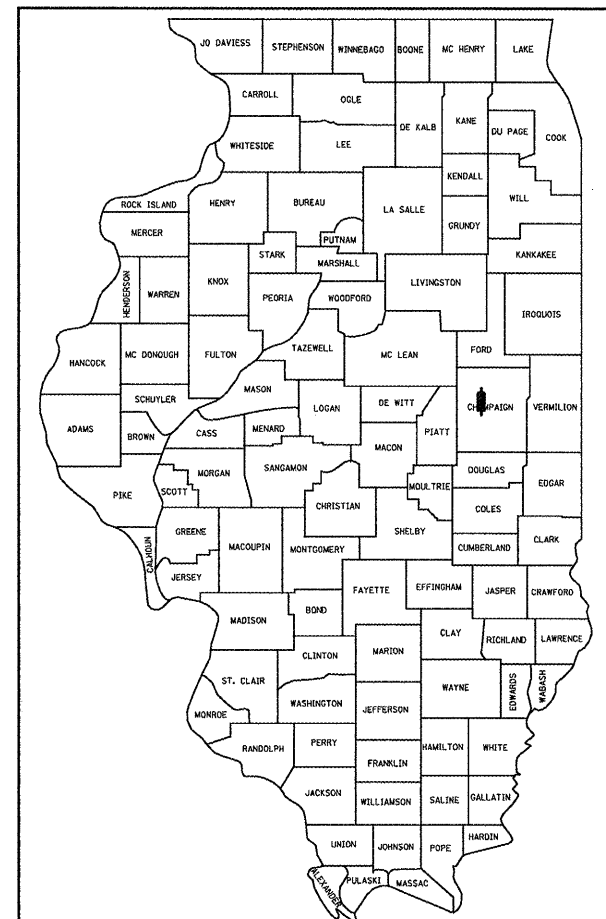 JO DAVIESS STEPHENSON WINNEBAGO BOONE MC HENRY LAKE
CARROLL OGLE DE KALB KANE DU PAGE COOK
WHITESIDE LEE
KENDALL WILL
ROCK ISLAND HENRY BUREAU LA SALLE
MERCER PUTNAM GRUNDY
STARK MARSHALL KANKAKEE
HENDERSON WARREN KNOX PEORIA WOODFORD LIVINGSTON IROQUOIS
HANCOCK MC DONOUGH FULTON TAZEWELL MC LEAN FORD
MASON
SCHUYLER LOGAN DE WITT CH PAIGN VERMILION
ADAMS BROWN CASS MENARD MACON PIATT
MORGAN SANGAMON DOUGLAS
PIKE SCOTT CHRISTIAN MOULTRIE COLES EDGAR
GREENE MACOUPIN MONTGOMERY SHELBY
CALHOUN JERSEY CUMBERLAND CLARK
FAYETTE EFFINGHAM JASPER CRAWFORD
MADISON BOND
CLAY RICHLAND LAWRENCE
CLINTON MARION
ST. CLAIR WAYNE EDWARDS WABASH
WASHINGTON JEFFERSON
MONROE
RANDOLPH PERRY HAMILTON WHITE
FRANKLIN
JACKSON WILLIAMSON SALINE GALLATIN
UNION JOHNSON POPE HARDIN
ALEXANDER PULASKI MASSAC